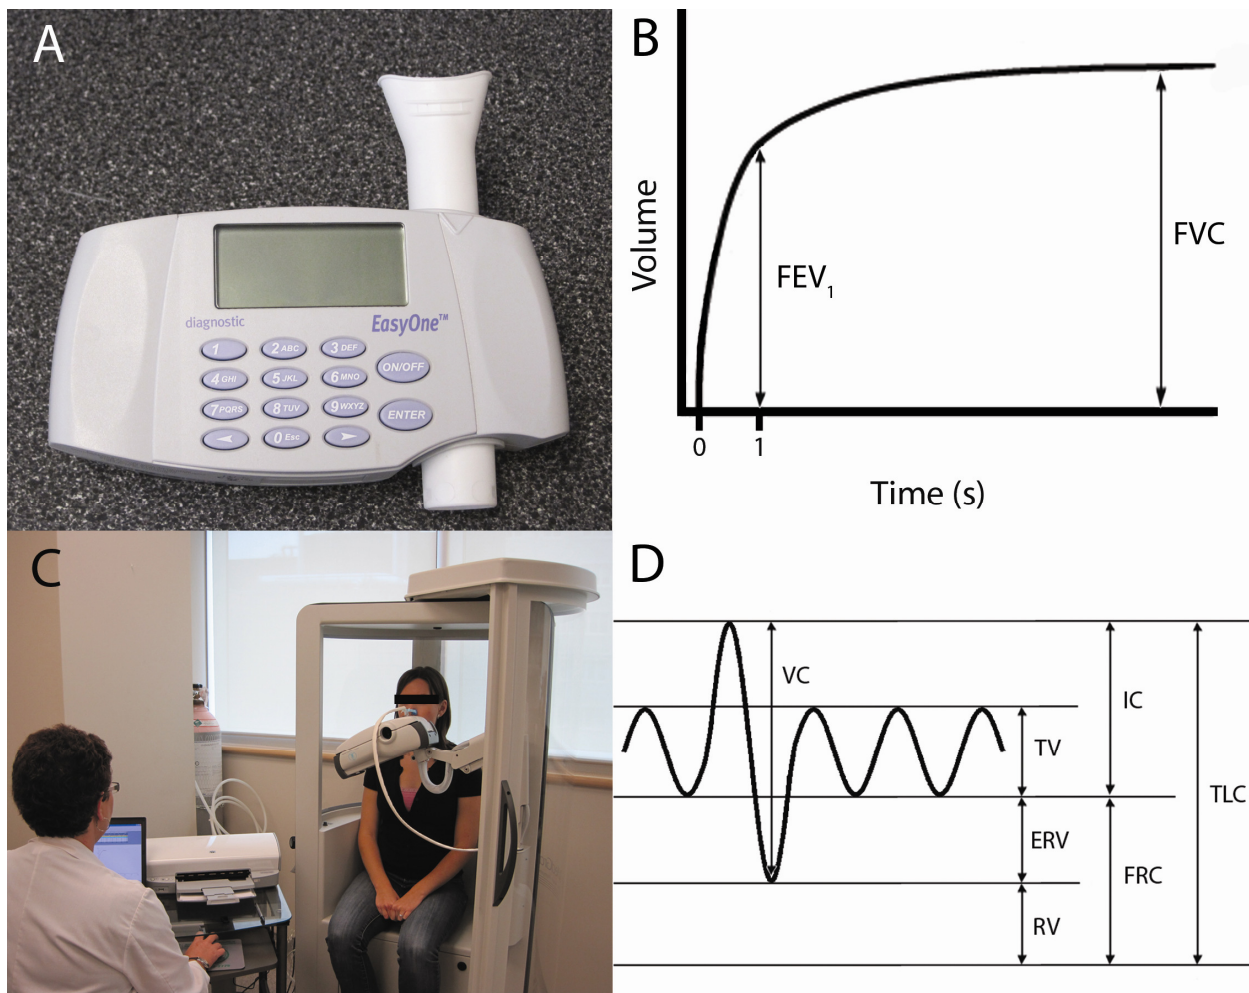 A
diagnostic
EasyOne™
1
2 ABC
3 DEF
ON/OFF
4 GHI
5 JKL
6 MNO
7 PQRS
8 TUV
9 WXYZ
ENTER
0 Esc
B
Volume
FEV₁
FVC
0
1
Time (s)
C
D
VC
IC
TV
TLC
ERV
FRC
RV